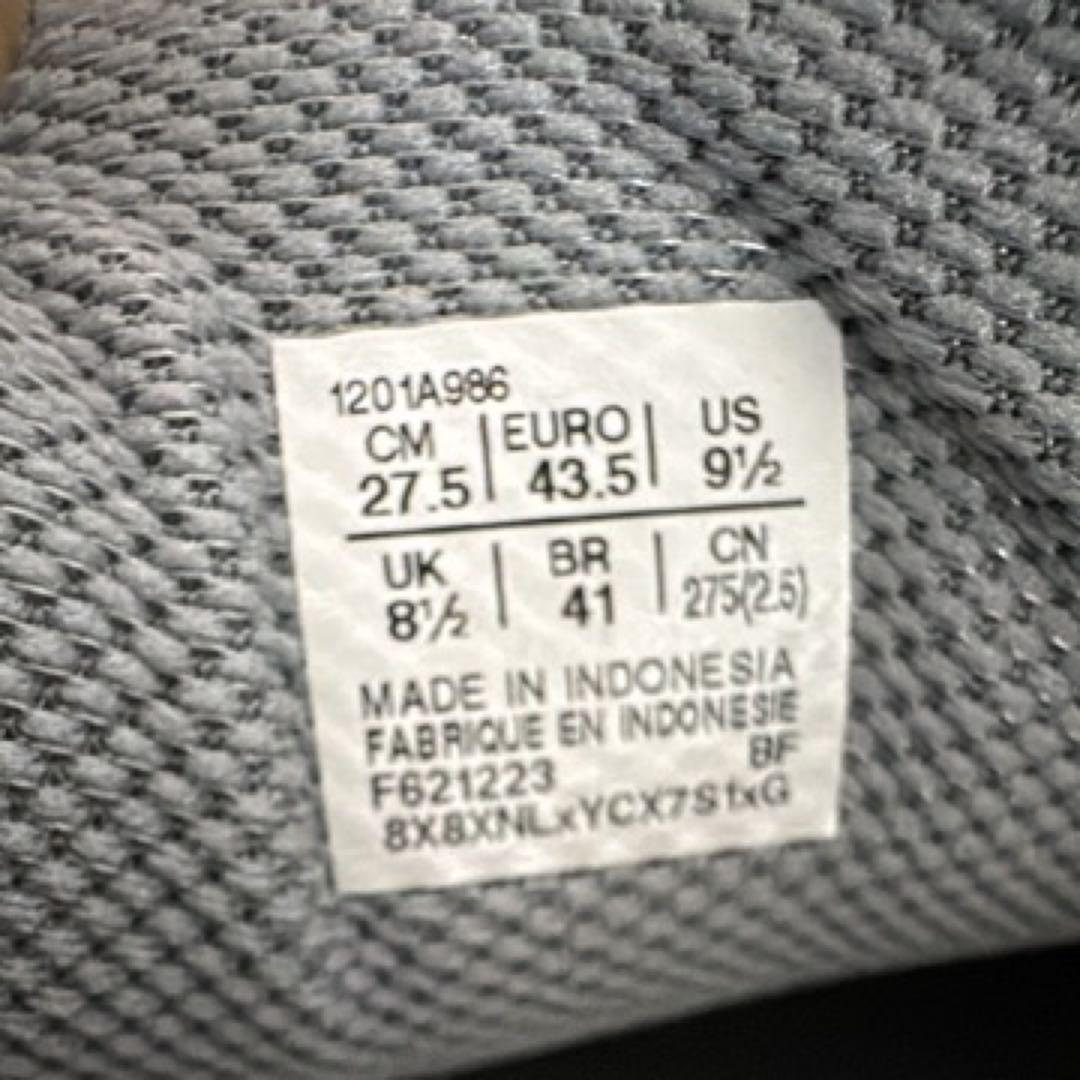 1201A986
CM | EURO | US
27.5 | 43.5 | 9½
UK | BR | CN
8½ | 41 | 275(2.5)
MADE IN INDONESIA
FABRIQUE EN INDONESIE
F621223 BF
8X8XNLxYCX7S1xG